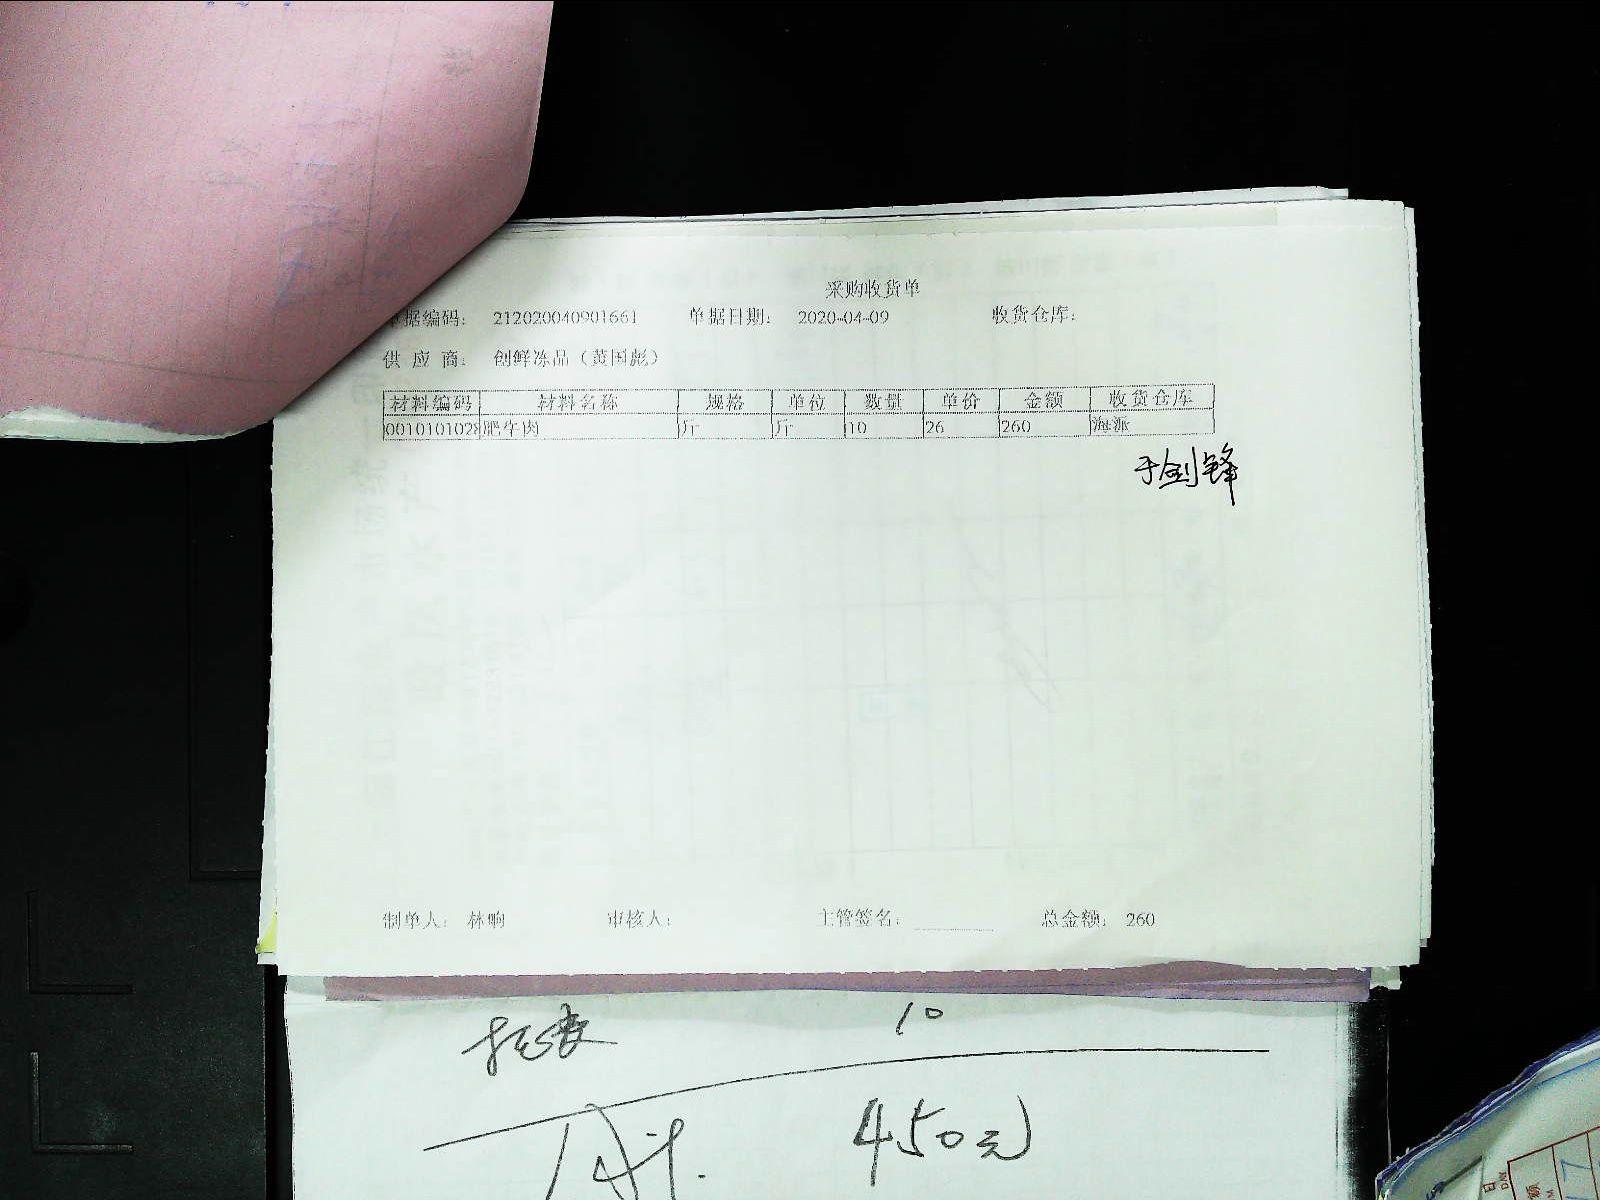 采购收货单
单据编码: 212020040901661 单据日期: 2020-04-09 收货仓库:
供 应 商: 创鲜冻品（黄国彪）
材料编码 材料名称 规格 单位 数量 单价 金额 收货仓库
0010101028 肥牛肉 斤 斤 10 26 260 海派
于剑锋
制单人: 林响 审核人: 主管签名: 总金额: 260
10
450元